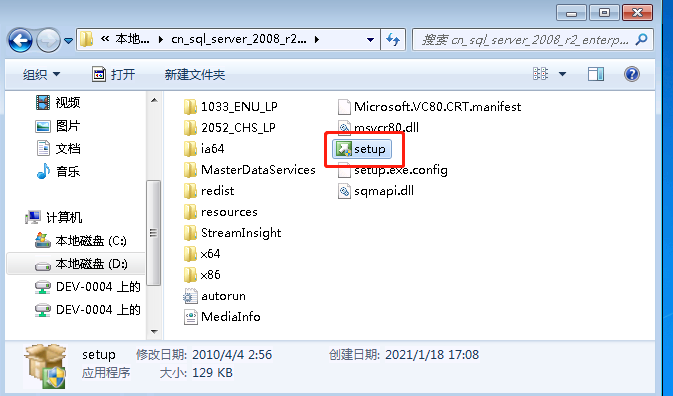 « 本地... ▸ cn_sql_server_2008_r2... ▸
搜索 cn_sql_server_2008_r2_enterp...
组织 打开 新建文件夹
视频
图片
文档
音乐
计算机
本地磁盘 (C:)
本地磁盘 (D:)
DEV-0004 上的
DEV-0004 上的
1033_ENU_LP
2052_CHS_LP
ia64
MasterDataServices
redist
resources
StreamInsight
x64
x86
autorun
MediaInfo
Microsoft.VC80.CRT.manifest
msvcr80.dll
setup
setup.exe.config
sqmapi.dll
setup 修改日期: 2010/4/4 2:56 创建日期: 2021/1/18 17:08
应用程序 大小: 129 KB